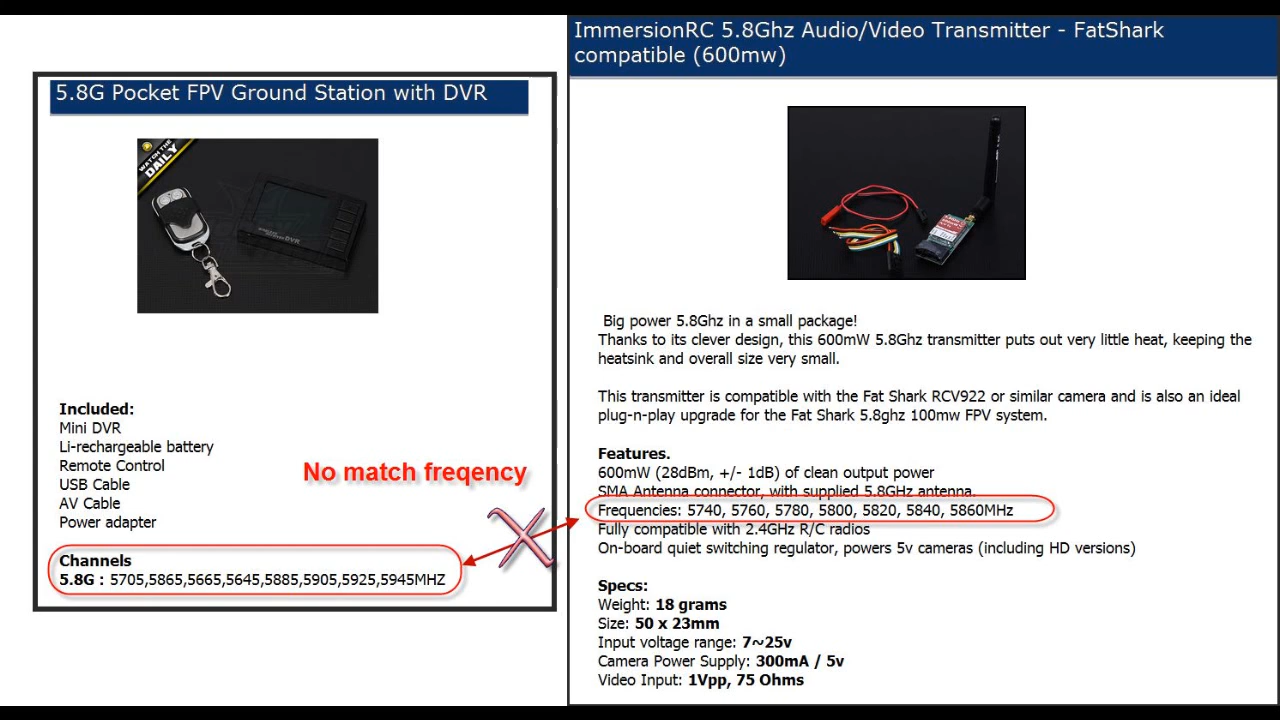 5.8G Pocket FPV Ground Station with DVR
WATCH THE
DAILY
DVR
Included:
Mini DVR
Li-rechargeable battery
Remote Control
USB Cable
AV Cable
Power adapter
Channels
5.8G : 5705,5865,5665,5645,5885,5905,5925,5945MHZ
No match freqency
ImmersionRC 5.8Ghz Audio/Video Transmitter - FatShark
compatible (600mw)
Big power 5.8Ghz in a small package!
Thanks to its clever design, this 600mW 5.8Ghz transmitter puts out very little heat, keeping the
heatsink and overall size very small.
This transmitter is compatible with the Fat Shark RCV922 or similar camera and is also an ideal
plug-n-play upgrade for the Fat Shark 5.8ghz 100mw FPV system.
Features.
600mW (28dBm, +/- 1dB) of clean output power
SMA Antenna connector, with supplied 5.8GHz antenna.
Frequencies: 5740, 5760, 5780, 5800, 5820, 5840, 5860MHz
Fully compatible with 2.4GHz R/C radios
On-board quiet switching regulator, powers 5v cameras (including HD versions)
Specs:
Weight: 18 grams
Size: 50 x 23mm
Input voltage range: 7~25v
Camera Power Supply: 300mA / 5v
Video Input: 1Vpp, 75 Ohms